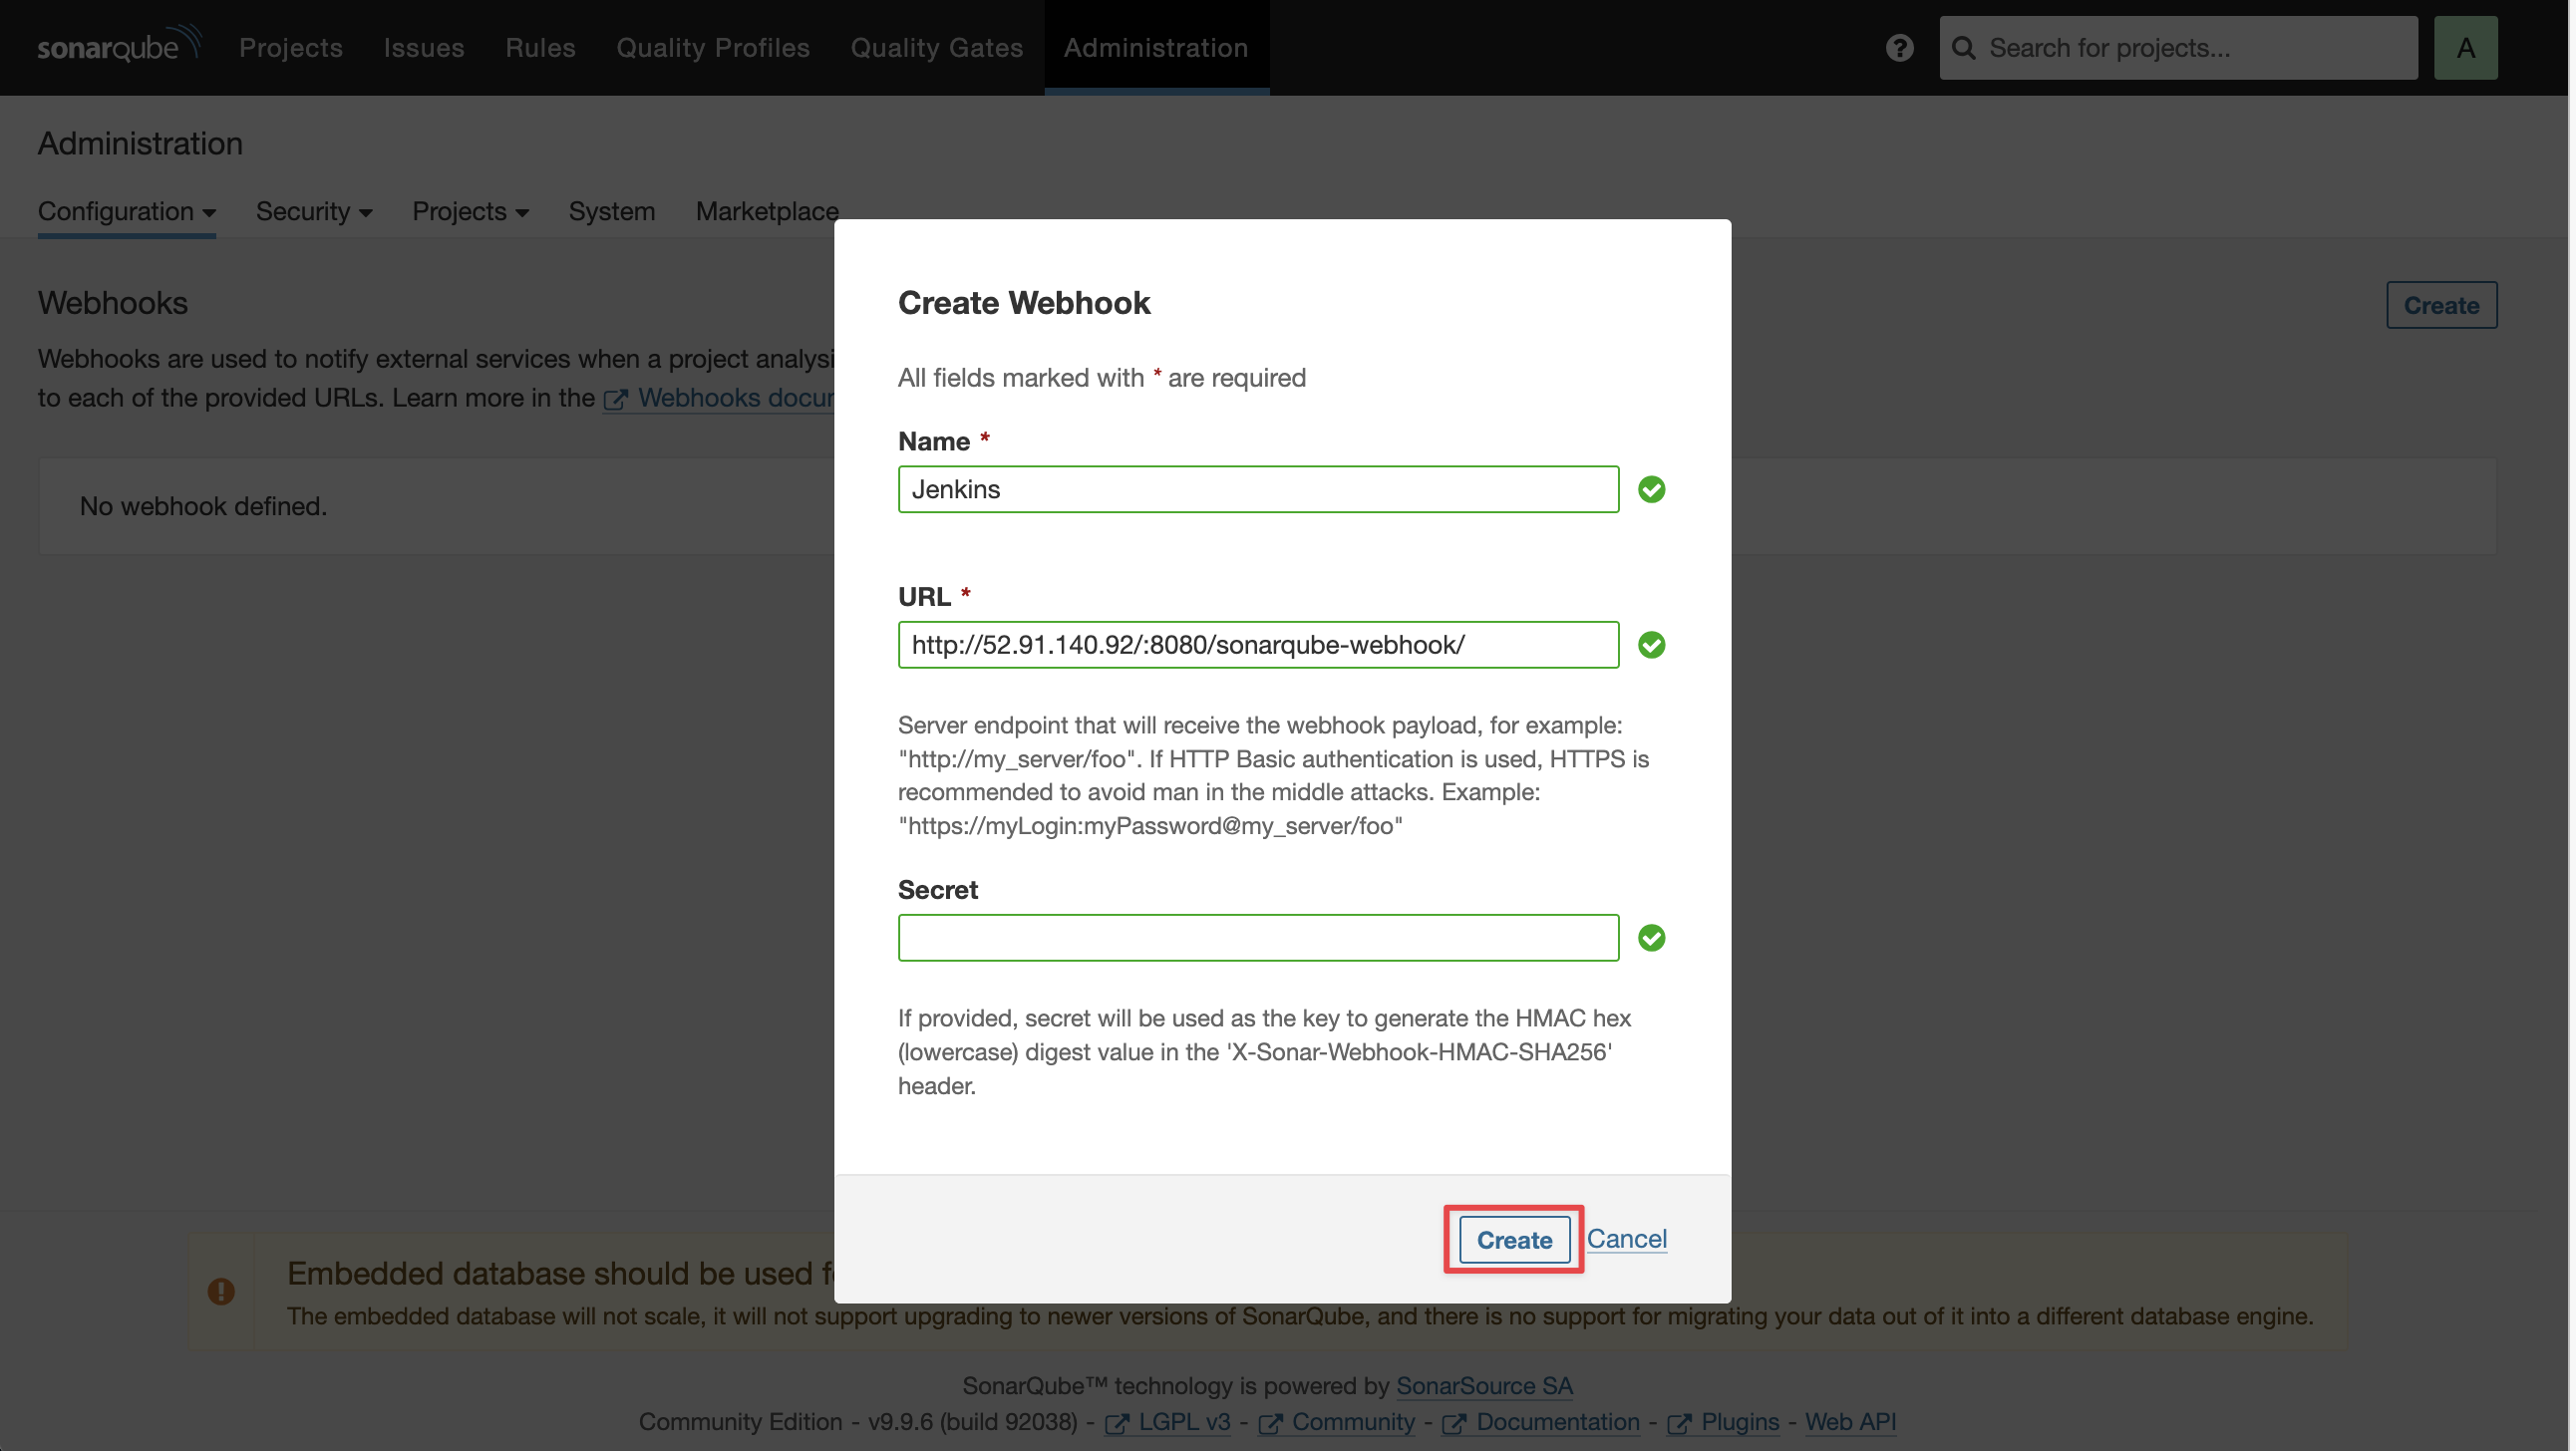 sonarqube Projects Issues Rules Quality Profiles Quality Gates Administration Search for projects... A
Administration
Configuration Security Projects System Marketplace
Webhooks
Create
Webhooks are used to notify external services when a project analysi
to each of the provided URLs. Learn more in the Webhooks docu
No webhook defined.
Create Webhook
All fields marked with * are required
Name *
Jenkins
URL *
http://52.91.140.92/:8080/sonarqube-webhook/
Server endpoint that will receive the webhook payload, for example:
"http://my_server/foo". If HTTP Basic authentication is used, HTTPS is
recommended to avoid man in the middle attacks. Example:
"https://myLogin:myPassword@my_server/foo"
Secret
If provided, secret will be used as the key to generate the HMAC hex
(lowercase) digest value in the 'X-Sonar-Webhook-HMAC-SHA256'
header.
Create Cancel
Embedded database should be used f
The embedded database will not scale, it will not support upgrading to newer versions of SonarQube, and there is no support for migrating your data out of it into a different database engine.
SonarQube™ technology is powered by SonarSource SA
Community Edition - v9.9.6 (build 92038) - LGPL v3 - Community - Documentation - Plugins - Web API